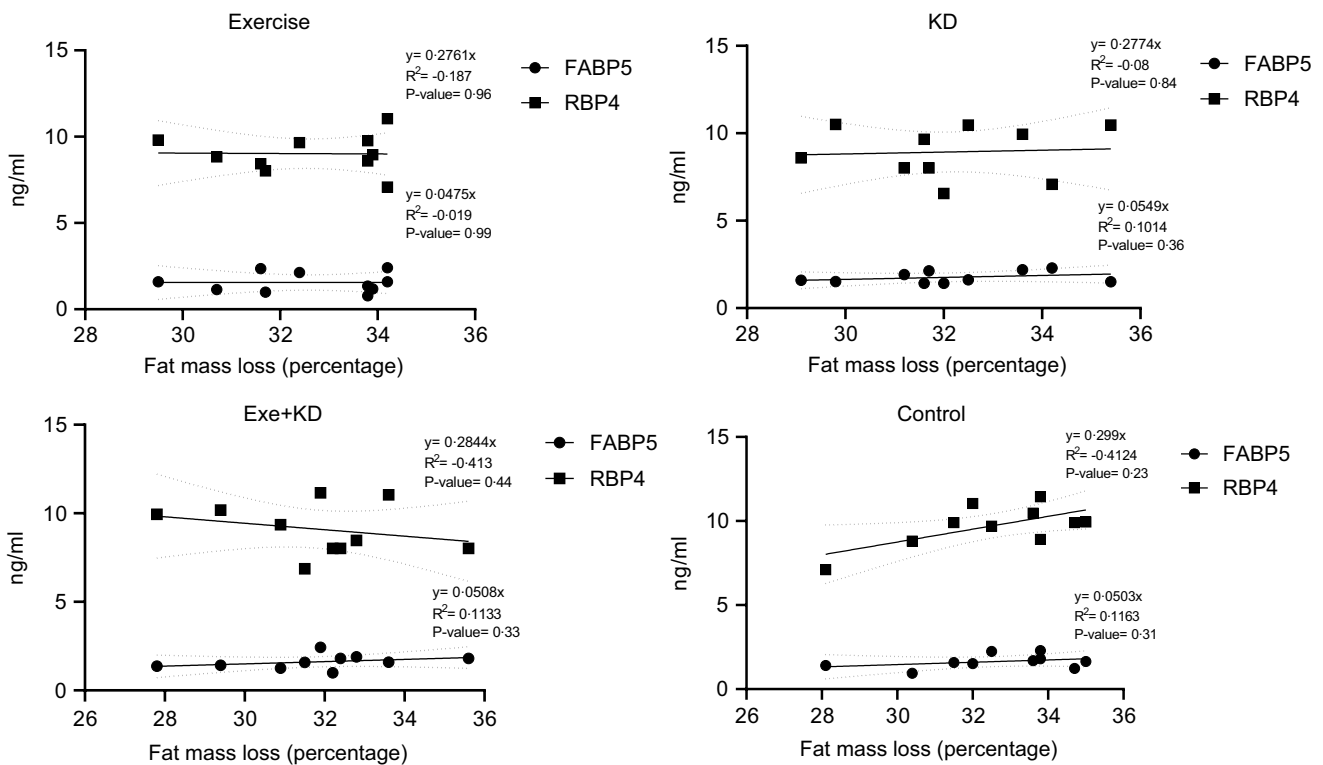 Exercise
15
10
5
0
ng/ml
28
30
32
34
36
Fat mass loss (percentage)
y= 0·2761x
R2= -0·187
P-value= 0·96
y= 0·0475x
R2= -0·019
P-value= 0·99
FABP5
RBP4
KD
15
10
5
0
ng/ml
28
30
32
34
36
Fat mass loss (percentage)
y= 0·2774x
R2= -0·08
P-value= 0·84
y= 0·0549x
R2= 0·1014
P-value= 0·36
FABP5
RBP4
Exe+KD
15
10
5
0
ng/ml
26
28
30
32
34
36
Fat mass loss (percentage)
y= 0·2844x
R2= -0·413
P-value= 0·44
y= 0·0508x
R2= 0·1133
P-value= 0·33
FABP5
RBP4
Control
15
10
5
0
ng/ml
26
28
30
32
34
36
Fat mass loss (percentage)
y= 0·299x
R2= -0·4124
P-value= 0·23
y= 0·0503x
R2= 0·1163
P-value= 0·31
FABP5
RBP4